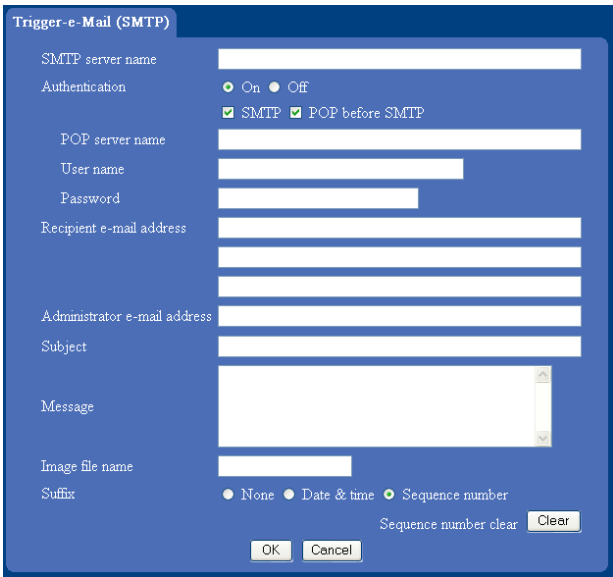 Trigger-e-Mail (SMTP)
SMTP server name
Authentication On Off
SMTP POP before SMTP
POP server name
User name
Password
Recipient e-mail address
Administrator e-mail address
Subject
Message
Image file name
Suffix None Date & time Sequence number
Sequence number clear Clear
OK Cancel